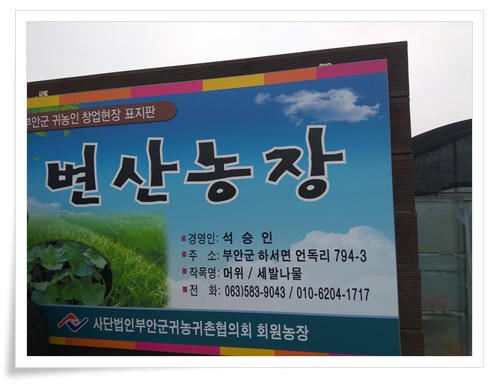 부안군 귀농인 창업현장 표지판
변산농장
경영인: 석 승 인
주 소: 부안군 하서면 언독리 794-3
작목명: 머위 / 세발나물
전 화: 063)583-9043 / 010-6204-1717
사단법인부안군귀농귀촌협의회 회원농장